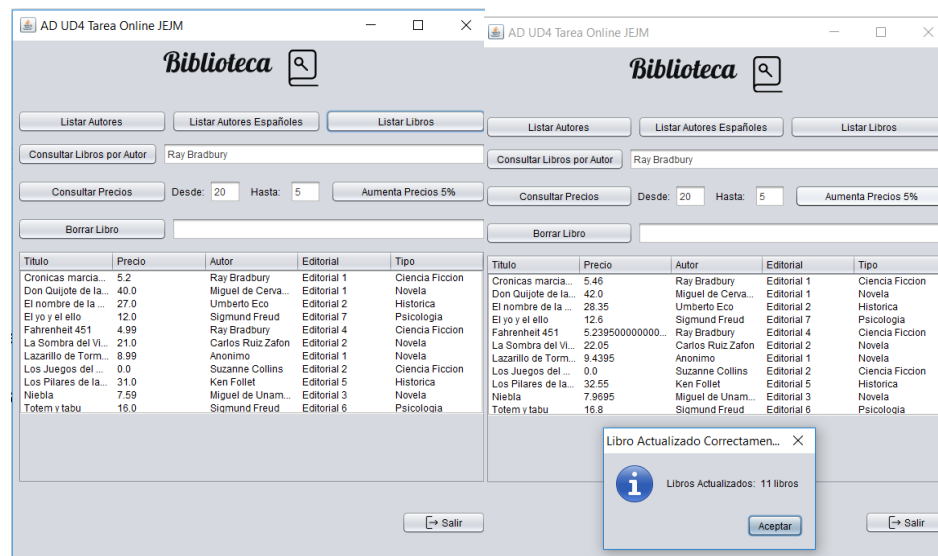 AD UD4 Tarea Online JEJM
Biblioteca
Listar Autores Listar Autores Españoles Listar Libros
Consultar Libros por Autor Ray Bradbury
Consultar Precios Desde: 20 Hasta: 5 Aumenta Precios 5%
Borrar Libro
Titulo Precio Autor Editorial Tipo
Cronicas marcia... 5.2 Ray Bradbury Editorial 1 Ciencia Ficcion
Don Quijote de la... 40.0 Miguel de Cerva... Editorial 1 Novela
El nombre de la ... 27.0 Umberto Eco Editorial 2 Historica
El yo y el ello 12.0 Sigmund Freud Editorial 7 Psicologia
Fahrenheit 451 4.99 Ray Bradbury Editorial 4 Ciencia Ficcion
La Sombra del Vi... 21.0 Carlos Ruiz Zafon Editorial 2 Novela
Lazarillo de Torm... 8.99 Anonimo Editorial 1 Novela
Los Juegos del ... 0.0 Suzanne Collins Editorial 2 Ciencia Ficcion
Los Pilares de la... 31.0 Ken Follet Editorial 5 Historica
Niebla 7.59 Miguel de Unam... Editorial 3 Novela
Totem y tabu 16.0 Sigmund Freud Editorial 6 Psicologia
Salir
AD UD4 Tarea Online JEJM
Biblioteca
Listar Autores Listar Autores Españoles Listar Libros
Consultar Libros por Autor Ray Bradbury
Consultar Precios Desde: 20 Hasta: 5 Aumenta Precios 5%
Borrar Libro
Titulo Precio Autor Editorial Tipo
Cronicas marcia... 5.46 Ray Bradbury Editorial 1 Ciencia Ficcion
Don Quijote de la... 42.0 Miguel de Cerva... Editorial 1 Novela
El nombre de la ... 28.35 Umberto Eco Editorial 2 Historica
El yo y el ello 12.6 Sigmund Freud Editorial 7 Psicologia
Fahrenheit 451 5.239500000000... Ray Bradbury Editorial 4 Ciencia Ficcion
La Sombra del Vi... 22.05 Carlos Ruiz Zafon Editorial 2 Novela
Lazarillo de Torm... 9.4395 Anonimo Editorial 1 Novela
Los Juegos del ... 0.0 Suzanne Collins Editorial 2 Ciencia Ficcion
Los Pilares de la... 32.55 Ken Follet Editorial 5 Historica
Niebla 7.9695 Miguel de Unam... Editorial 3 Novela
Totem y tabu 16.8 Sigmund Freud Editorial 6 Psicologia
Libro Actualizado Correctamen...
Libros Actualizados: 11 libros
Aceptar
Salir